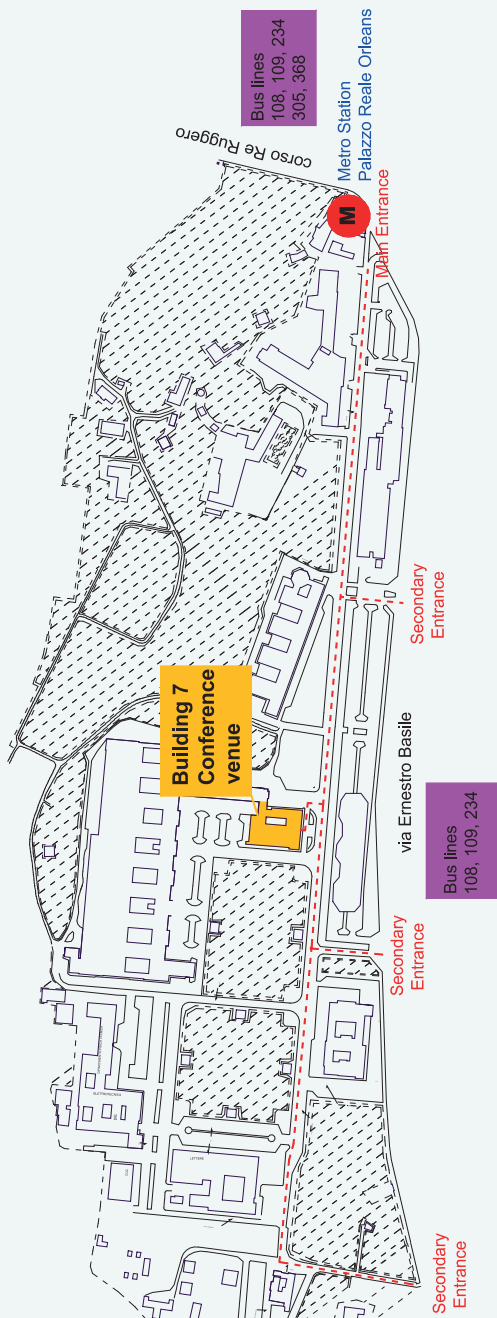 Bus lines
108, 109, 234
305, 368
corso Re Ruggero
Metro Station
Palazzo Reale Orleans
M
Main Entrance
Secondary
Entrance
Building 7
Conference
venue
via Ernestro Basile
Bus lines
108, 109, 234
Secondary
Entrance
LETTERE
Secondary
Entrance